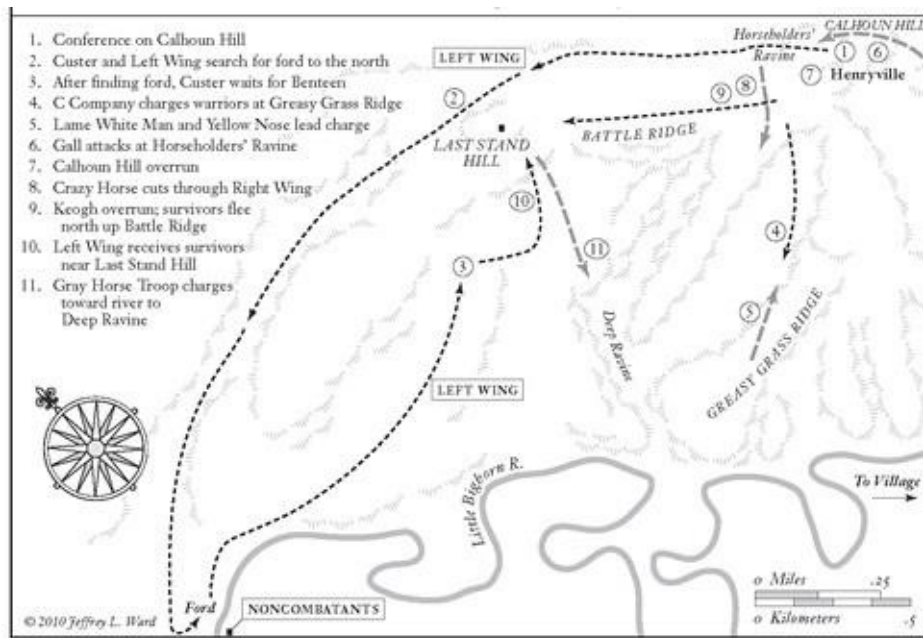 1. Conference on Calhoun Hill
2. Custer and Left Wing search for ford to the north
3. After finding ford, Custer waits for Benteen
4. C Company charges warriors at Greasy Grass Ridge
5. Lame White Man and Yellow Nose lead charge
6. Gall attacks at Horseholders' Ravine
7. Calhoun Hill overrun
8. Crazy Horse cuts through Right Wing
9. Keogh overrun; survivors flee
north up Battle Ridge
10. Left Wing receives survivors
near Last Stand Hill
11. Gray Horse Troop charges
toward river to
Deep Ravine
LEFT WING
Horseholders'
Ravine
CALHOUN HILL
1
6
7
Henryville
2
9
8
BATTLE RIDGE
LAST STAND
HILL
10
11
4
3
5
Deep Ravine
GREASY GRASS RIDGE
LEFT WING
Little Bighorn R.
To Village
Ford
NONCOMBATANTS
0 Miles .25
0 Kilometers .5
© 2010 Jeffrey L. Ward